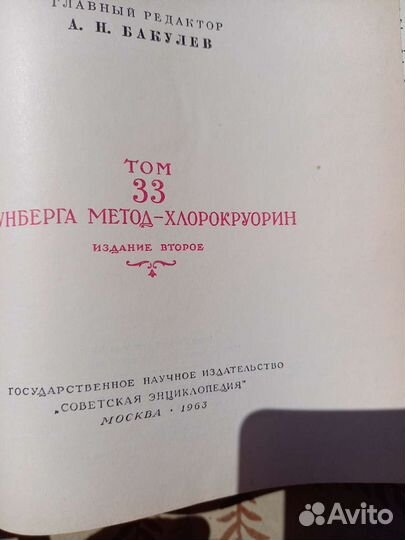 ГЛАВНЫЙ РЕДАКТОР
А. Н. БАКУЛЕВ
ТОМ
33
УНБЕРГА МЕТОД–ХЛОРОКРУОРИН
ИЗДАНИЕ ВТОРОЕ
ГОСУДАРСТВЕННОЕ НАУЧНОЕ ИЗДАТЕЛЬСТВО
„СОВЕТСКАЯ ЭНЦИКЛОПЕДИЯ"
МОСКВА · 1963
Avito